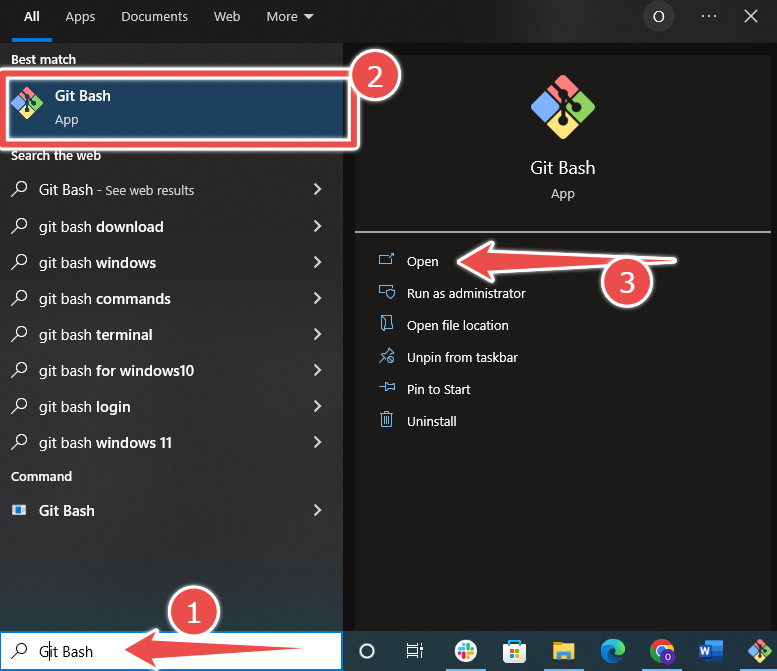 All Apps Documents Web More O
Best match
2
Git Bash
App
Search the web
Git Bash - See web results
git bash download
git bash windows
git bash commands
git bash terminal
git bash for windows10
git bash login
git bash windows 11
Command
Git Bash
1
Git Bash
Git Bash
App
Open
3
Run as administrator
Open file location
Unpin from taskbar
Pin to Start
Uninstall
O W